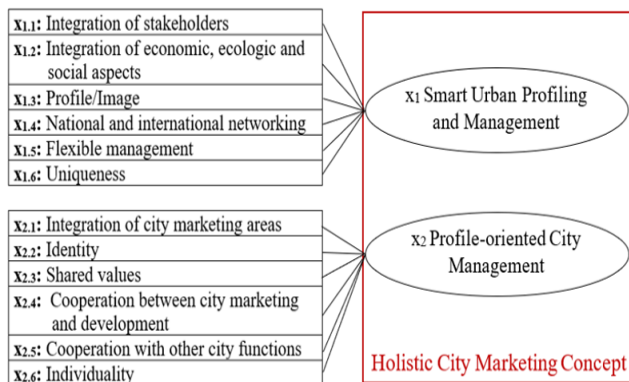 x1.1: Integration of stakeholders
x1.2: Integration of economic, ecologic and
social aspects
x1.3: Profile/Image
x1.4: National and international networking
x1.5: Flexible management
x1.6: Uniqueness
x1 Smart Urban Profiling
and Management
x2.1: Integration of city marketing areas
x2.2: Identity
x2.3: Shared values
x2.4: Cooperation between city marketing
and development
x2.5: Cooperation with other city functions
x2.6: Individuality
x2 Profile-oriented City
Management
Holistic City Marketing Concept